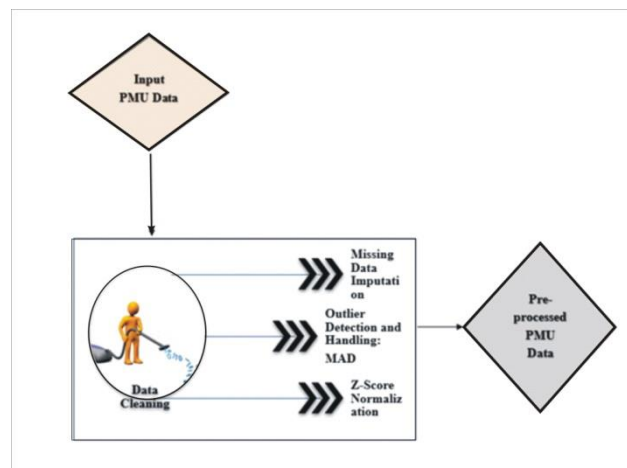 Input
PMU Data
Missing
Data
Imputati
on
Outlier
Detection and
Handling:
MAD
Z-Score
Normaliz
ation
Data
Cleaning
Pre-
processed
PMU
Data